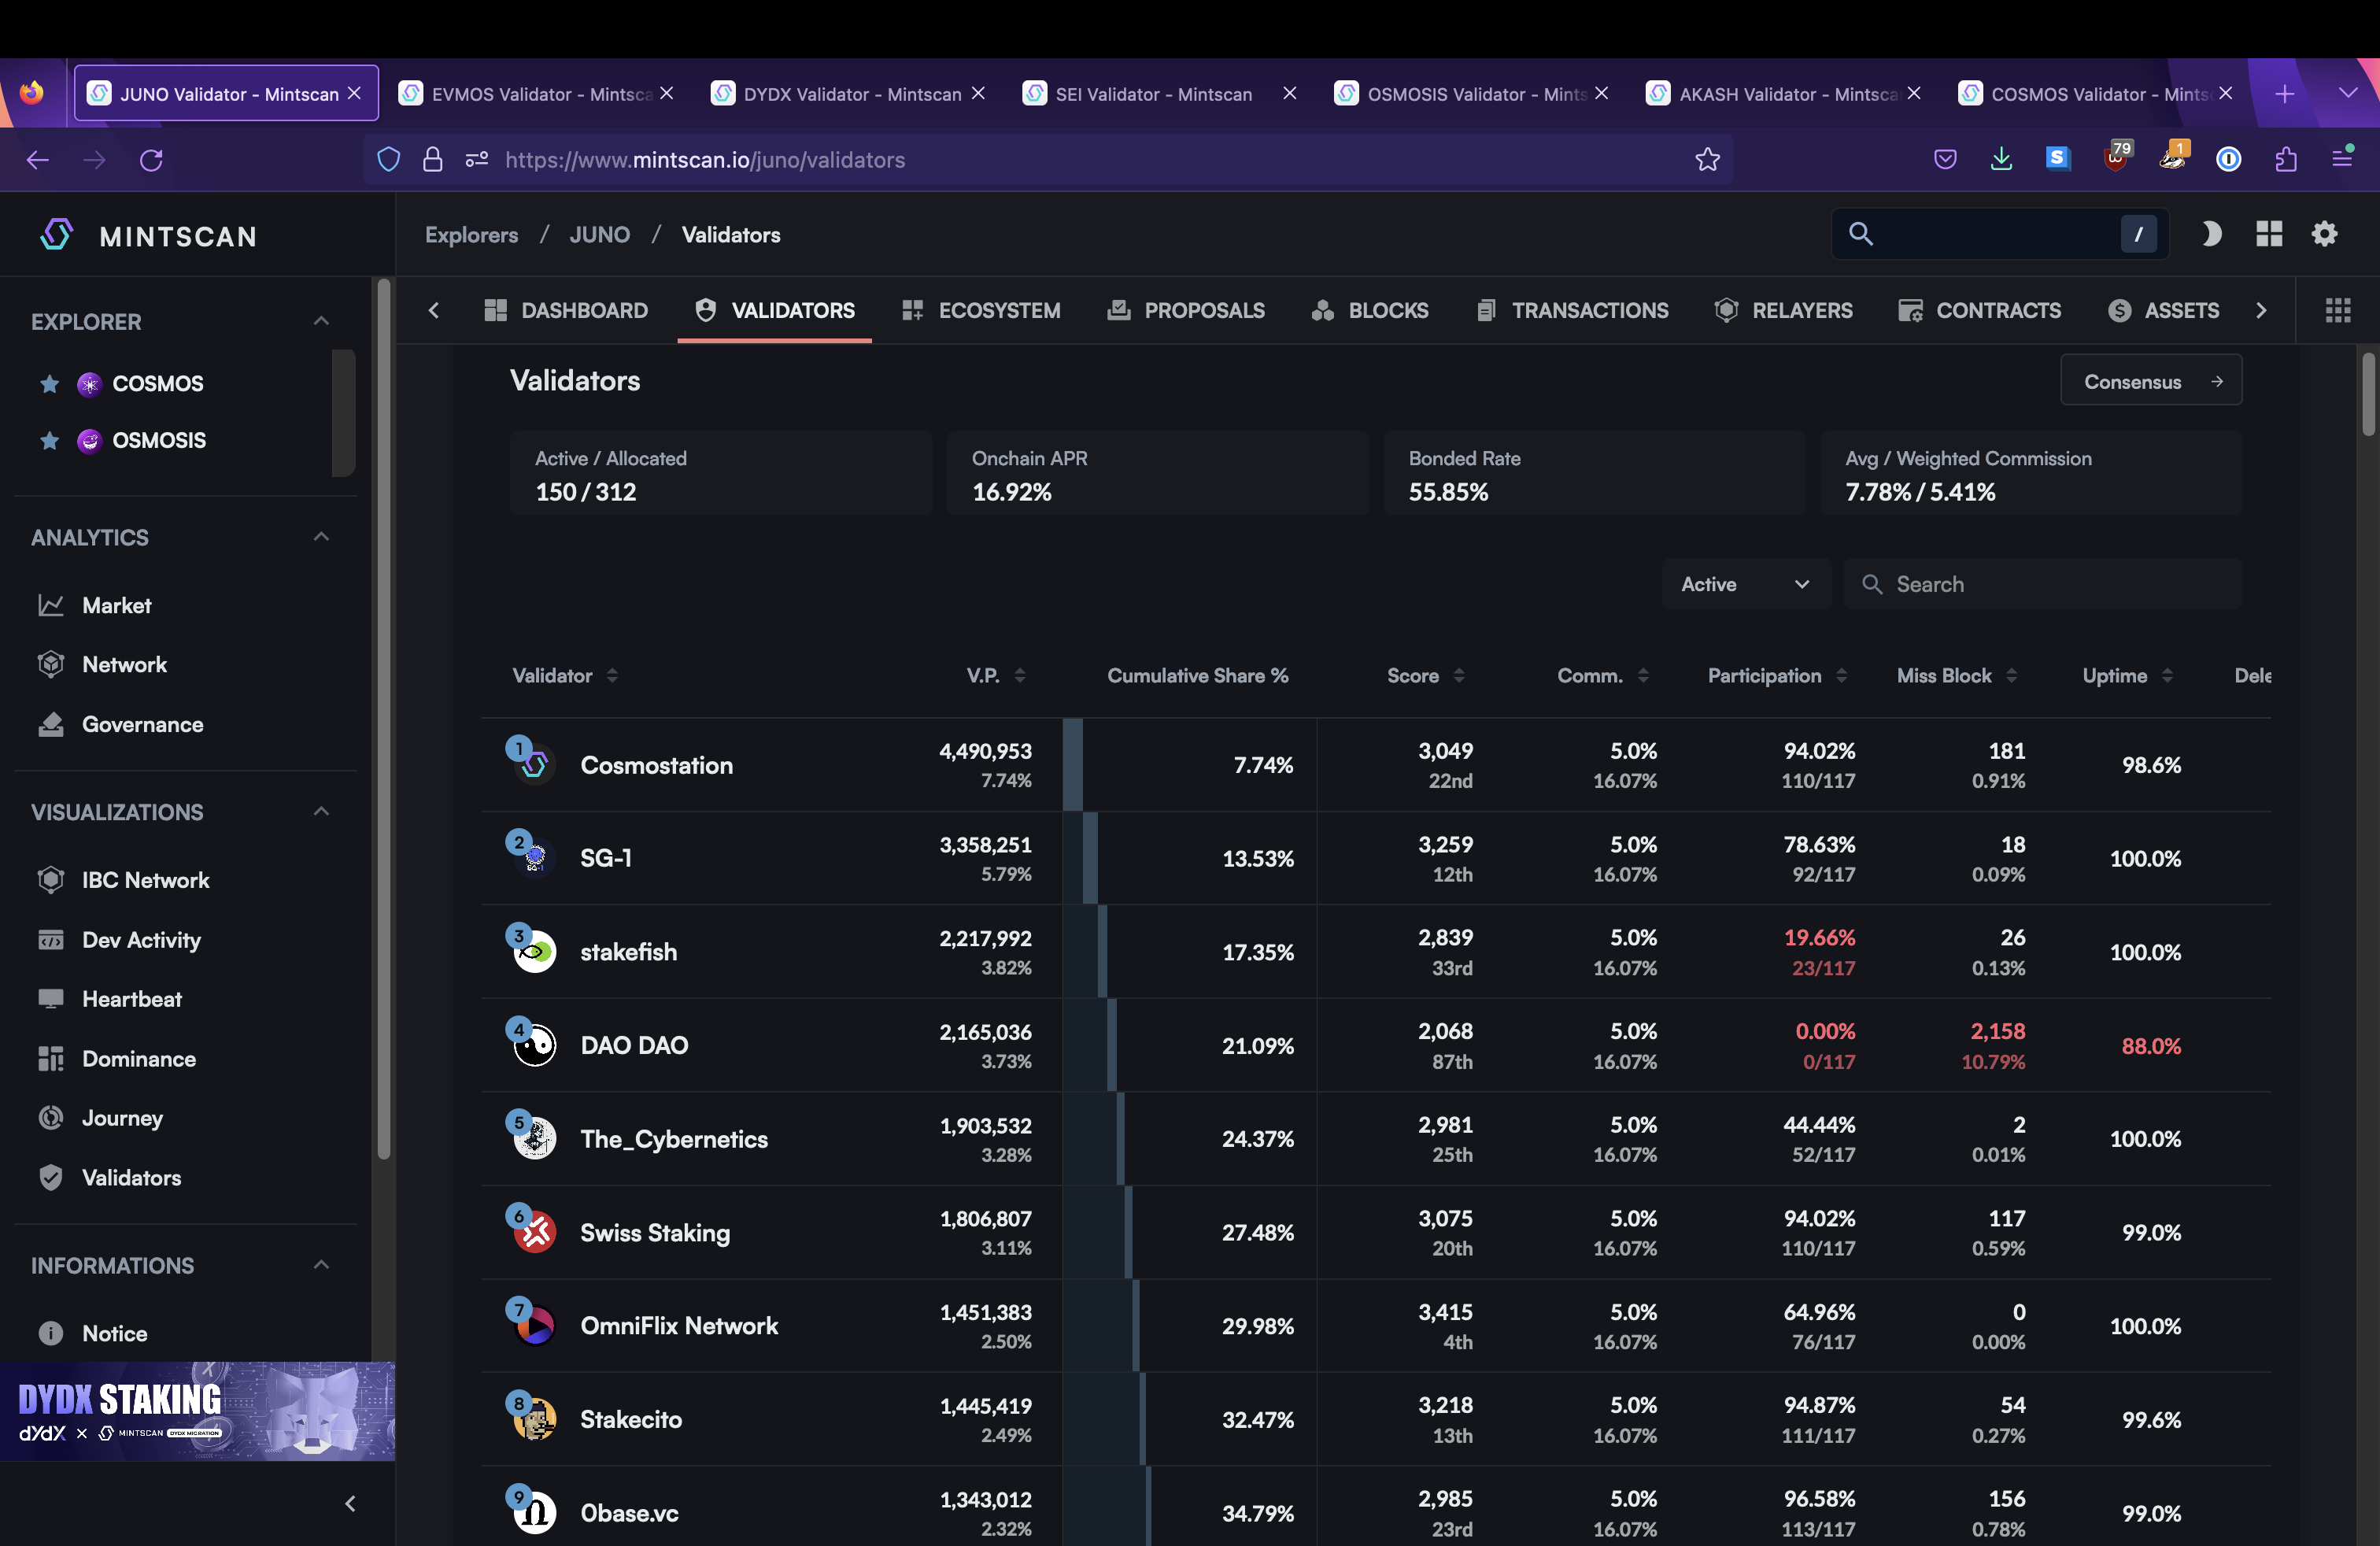 JUNO Validator - Mintscan
EVMOS Validator - Mintsca
DYDX Validator - Mintscan
SEI Validator - Mintscan
OSMOSIS Validator - Mints
AKASH Validator - Mintscan
COSMOS Validator - Mints
https://www.mintscan.io/juno/validators
79
1
MINTSCAN
Explorers / JUNO / Validators
/
EXPLORER
COSMOS
OSMOSIS
ANALYTICS
Market
Network
Governance
VISUALIZATIONS
IBC Network
Dev Activity
Heartbeat
Dominance
Journey
Validators
INFORMATIONS
Notice
DYDX STAKING
dYdX × MINTSCAN DYDX MIGRATION
DASHBOARD VALIDATORS ECOSYSTEM PROPOSALS BLOCKS TRANSACTIONS RELAYERS CONTRACTS ASSETS
Validators
Consensus
Active / Allocated
150 / 312
Onchain APR
16.92%
Bonded Rate
55.85%
Avg / Weighted Commission
7.78% / 5.41%
Active
Search
Validator V.P. Cumulative Share % Score Comm. Participation Miss Block Uptime Dele
1 Cosmostation 4,490,953 7.74% 3,049 5.0% 94.02% 181 98.6%
7.74% 22nd 16.07% 110/117 0.91%
2 SG-1 3,358,251 13.53% 3,259 5.0% 78.63% 18 100.0%
SG-1 5.79% 12th 16.07% 92/117 0.09%
3 stakefish 2,217,992 17.35% 2,839 5.0% 19.66% 26 100.0%
3.82% 33rd 16.07% 23/117 0.13%
4 DAO DAO 2,165,036 21.09% 2,068 5.0% 0.00% 2,158 88.0%
3.73% 87th 16.07% 0/117 10.79%
5 The_Cybernetics 1,903,532 24.37% 2,981 5.0% 44.44% 2 100.0%
3.28% 25th 16.07% 52/117 0.01%
6 Swiss Staking 1,806,807 27.48% 3,075 5.0% 94.02% 117 99.0%
3.11% 20th 16.07% 110/117 0.59%
7 OmniFlix Network 1,451,383 29.98% 3,415 5.0% 64.96% 0 100.0%
2.50% 4th 16.07% 76/117 0.00%
8 Stakecito 1,445,419 32.47% 3,218 5.0% 94.87% 54 99.6%
2.49% 13th 16.07% 111/117 0.27%
9 0base.vc 1,343,012 34.79% 2,985 5.0% 96.58% 156 99.0%
2.32% 23rd 16.07% 113/117 0.78%